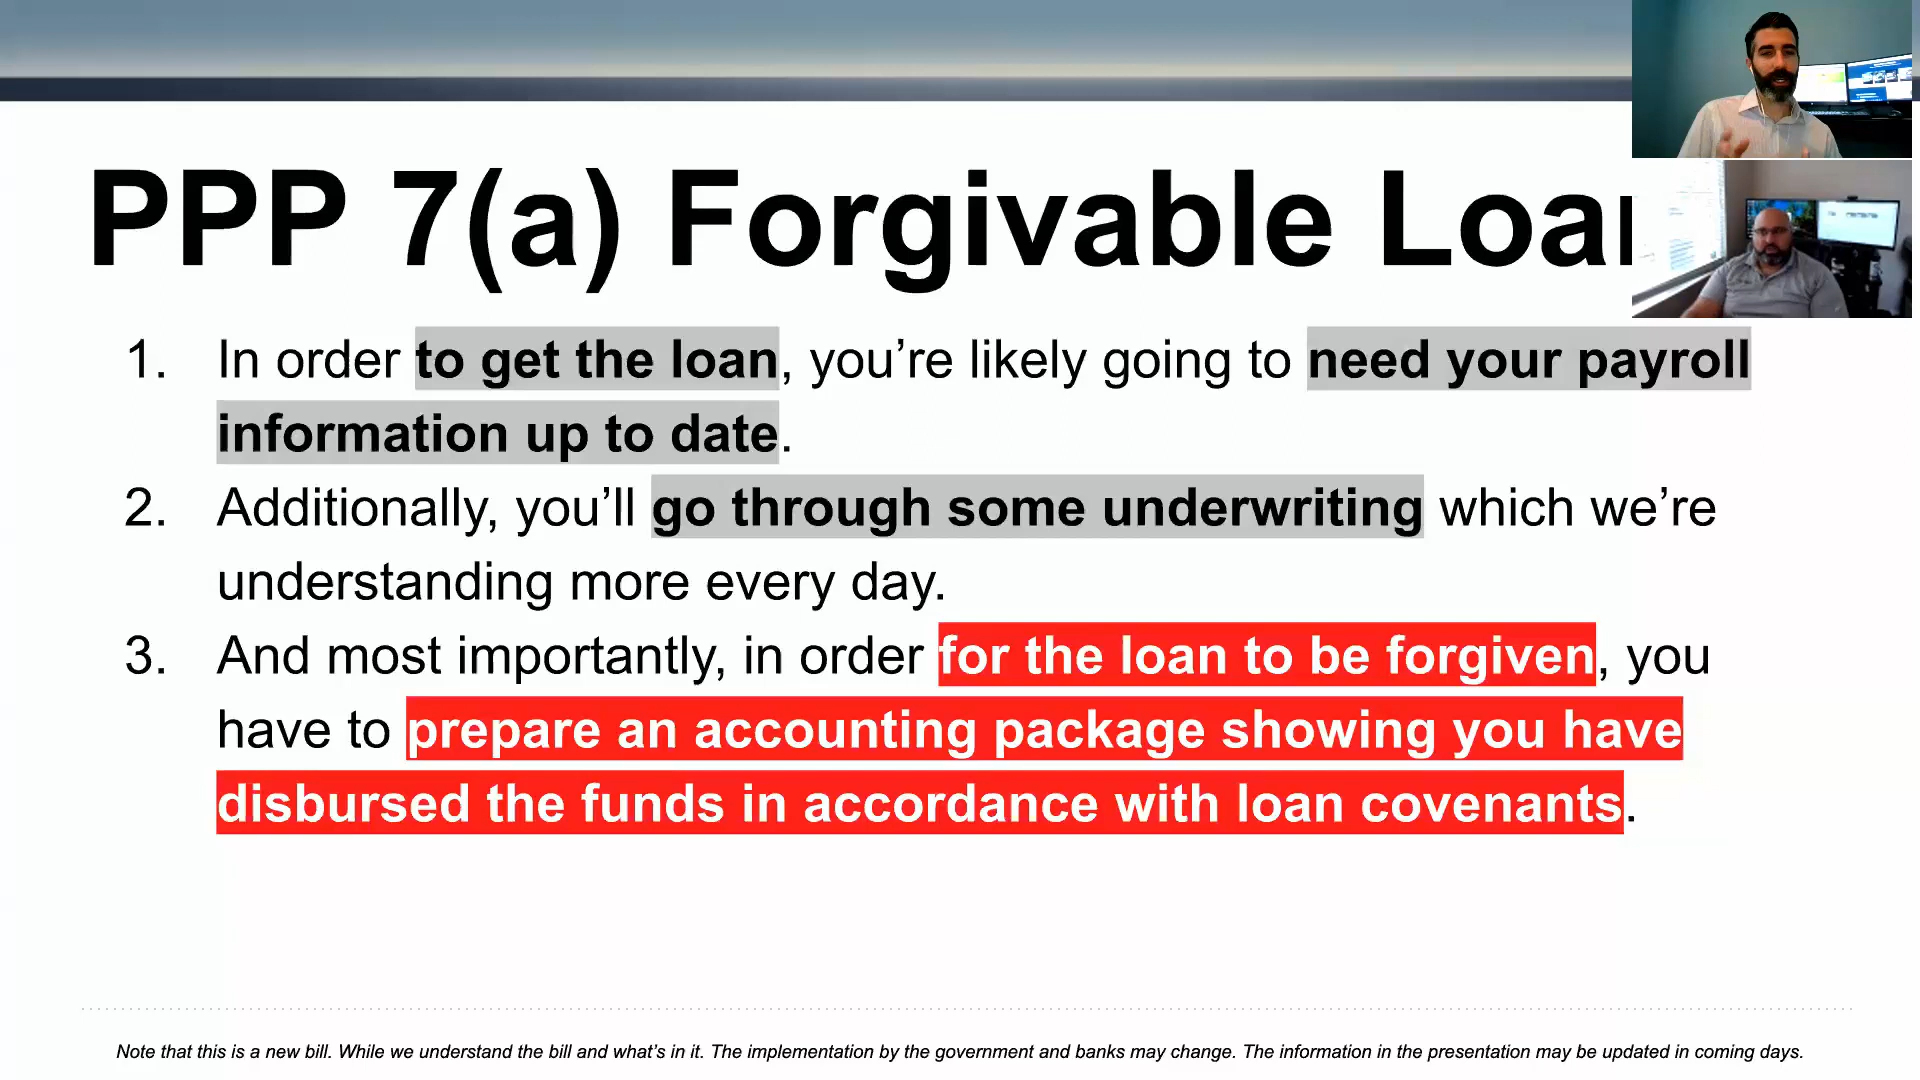 PPP 7(a) Forgivable Loan
1. In order to get the loan, you’re likely going to need your payroll
information up to date.
2. Additionally, you’ll go through some underwriting which we’re
understanding more every day.
3. And most importantly, in order for the loan to be forgiven, you
have to prepare an accounting package showing you have
disbursed the funds in accordance with loan covenants.
Note that this is a new bill. While we understand the bill and what’s in it. The implementation by the government and banks may change. The information in the presentation may be updated in coming days.